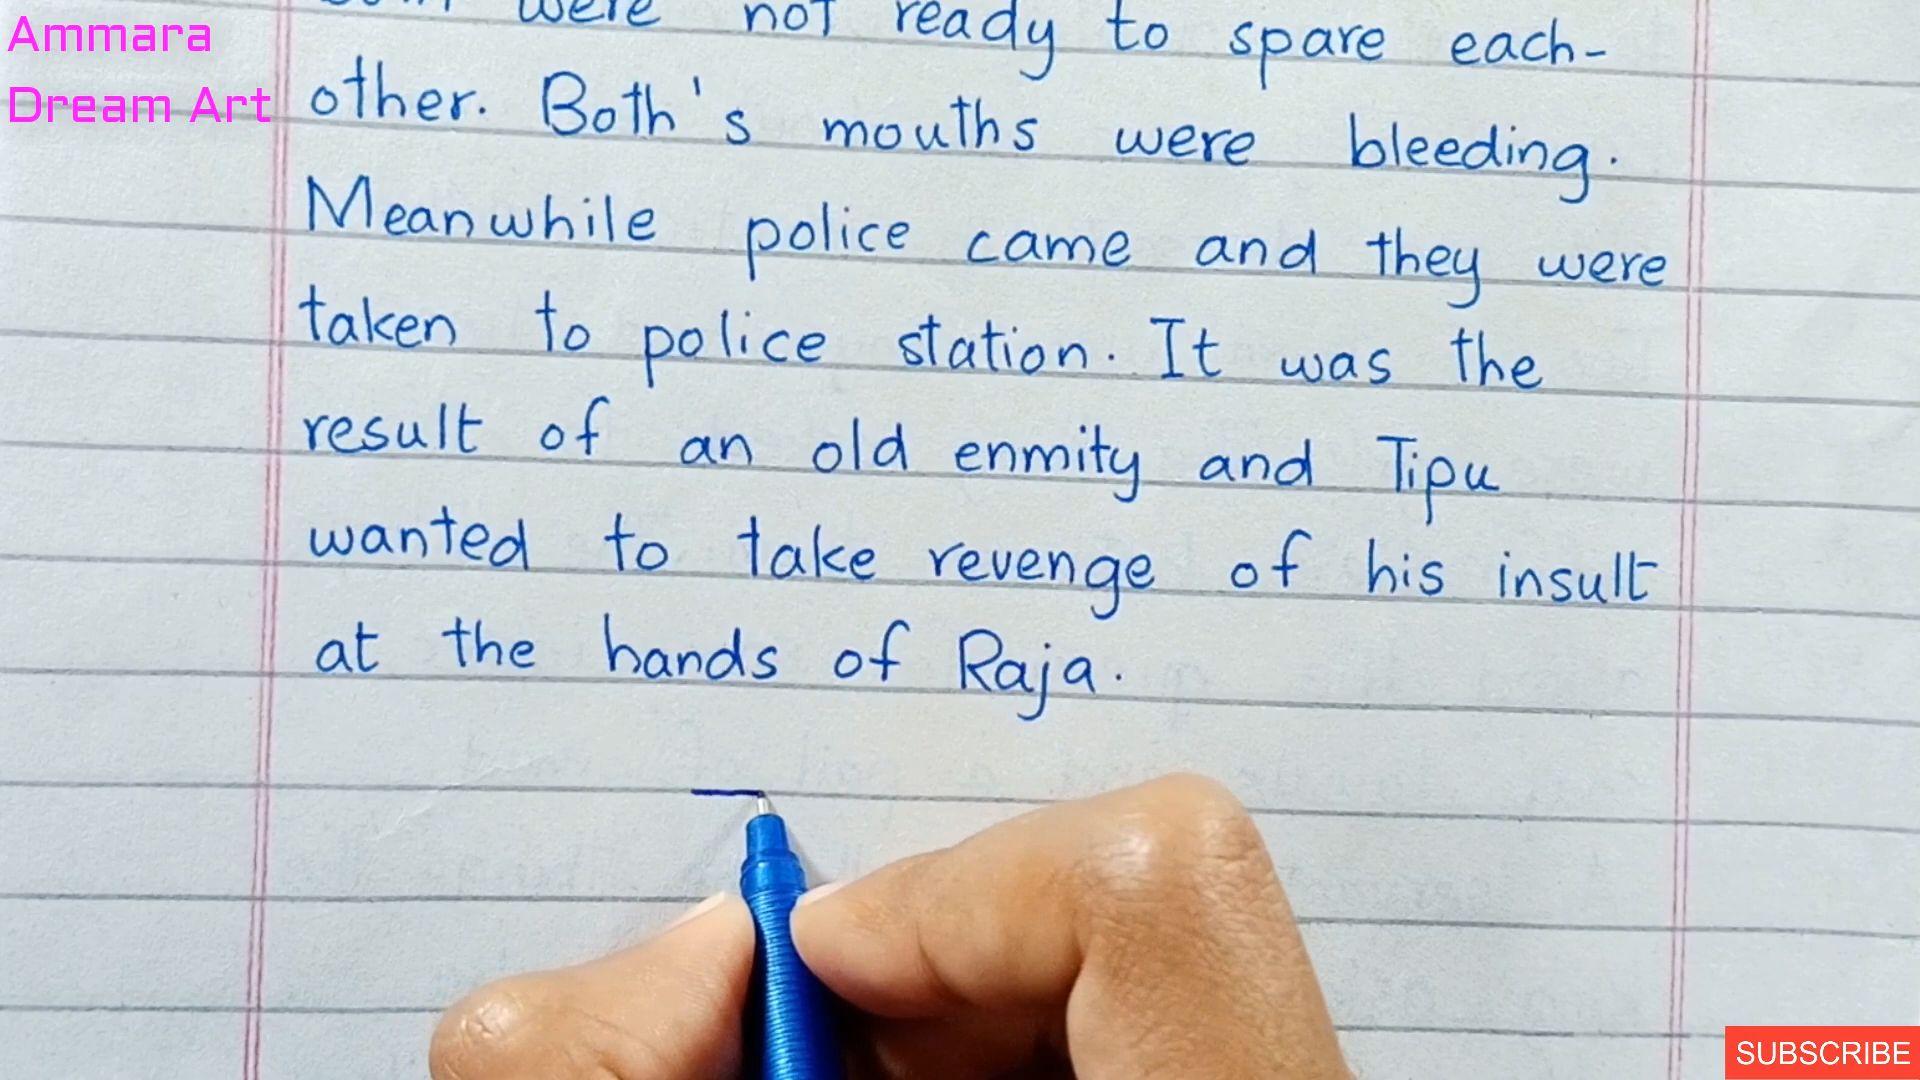 Ammara
Dream Art
were not ready to spare each-
other. Both's mouths were bleeding.
Meanwhile police came and they were
taken to police station. It was the
result of an old enmity and Tipu
wanted to take revenge of his insult
at the hands of Raja.
SUBSCRIBE